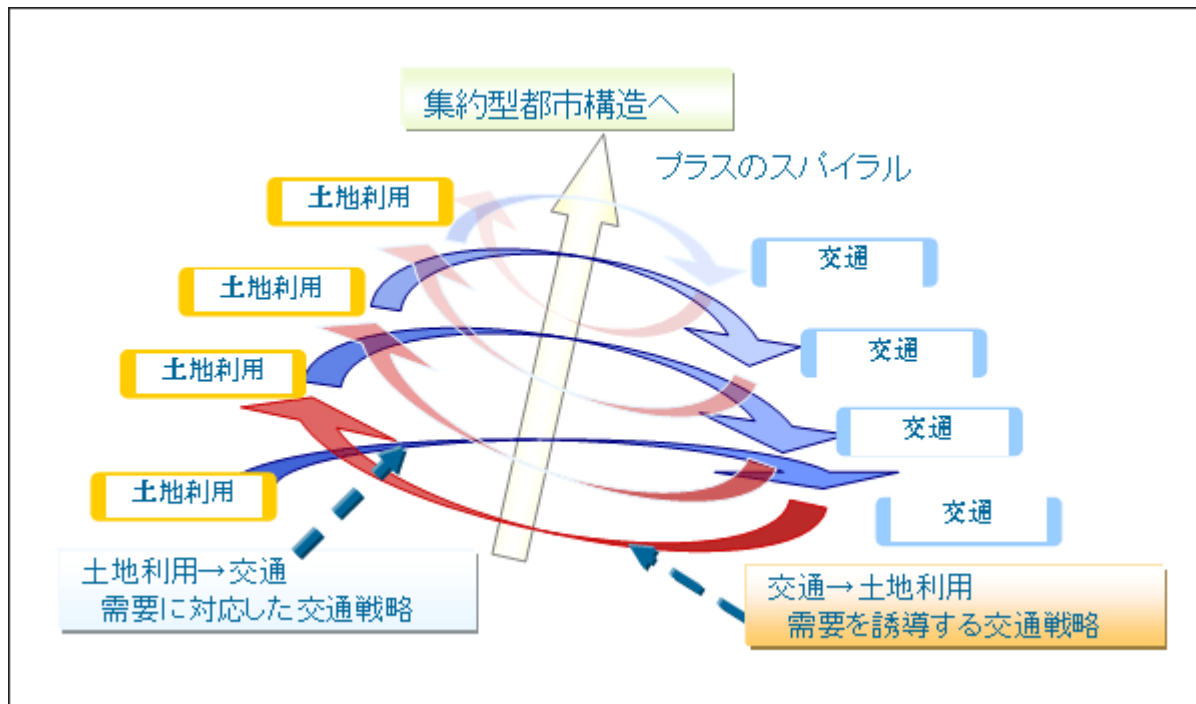 集約型都市構造へ
プラスのスパイラル
土地利用
交通
土地利用
交通
土地利用
交通
土地利用
交通
土地利用→交通
需要に対応した交通戦略
交通→土地利用
需要を誘導する交通戦略